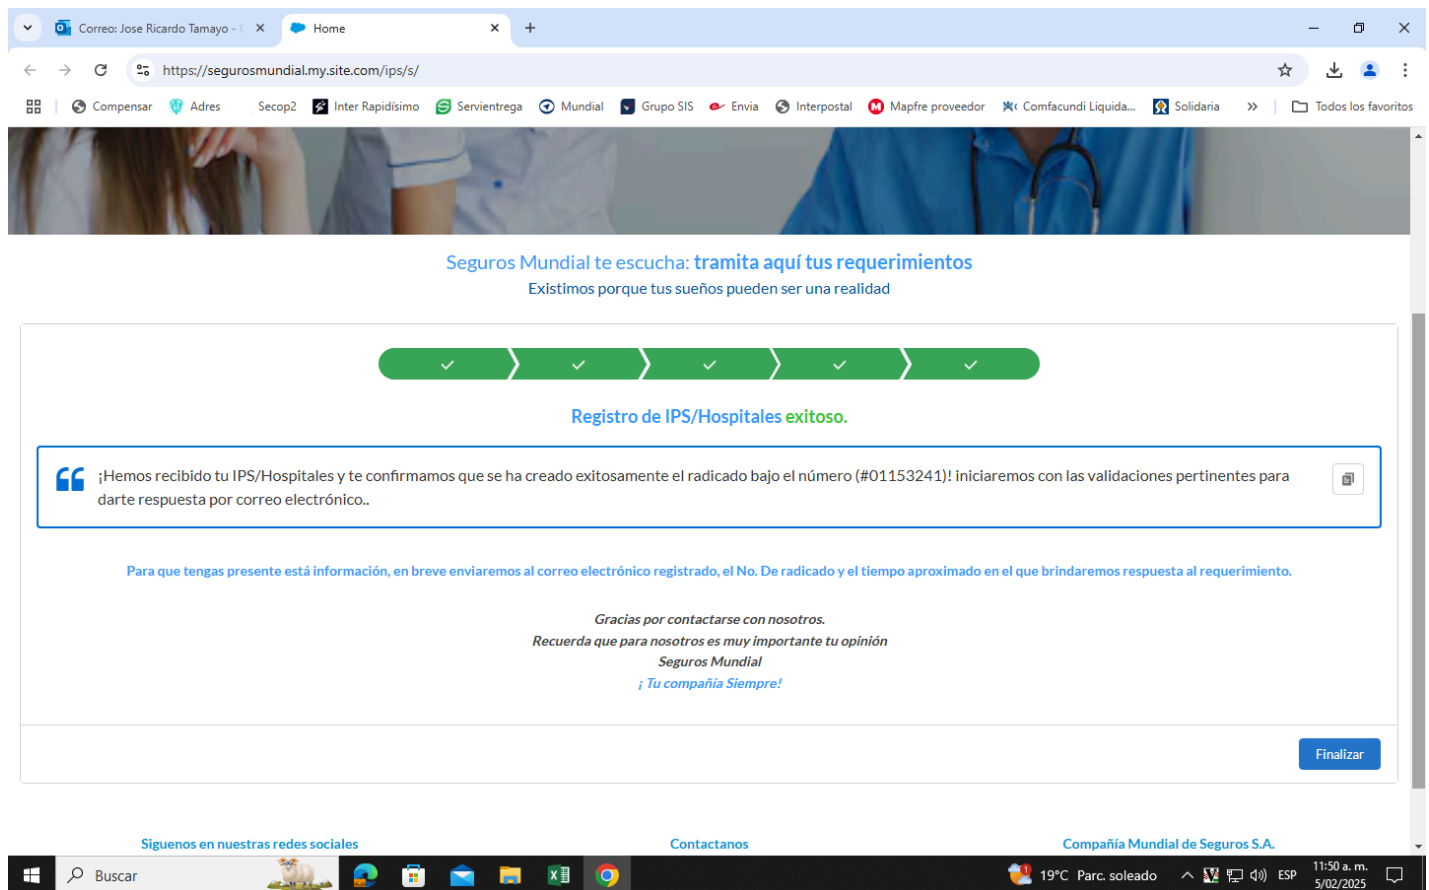 Correo: Jose Ricardo Tamayo -
Home
https://segurosmundial.my.site.com/ips/s/
Compensar Adres Secop2 Inter Rapidísimo Servientrega Mundial Grupo SIS Envia Interpostal Mapfre proveedor Comfacundi Liquida... Solidaria » Todos los favoritos
Seguros Mundial te escucha: tramita aquí tus requerimientos
Existimos porque tus sueños pueden ser una realidad
Registro de IPS/Hospitales exitoso.
¡Hemos recibido tu IPS/Hospitales y te confirmamos que se ha creado exitosamente el radicado bajo el número (#01153241)! iniciaremos con las validaciones pertinentes para
darte respuesta por correo electrónico..
Para que tengas presente está información, en breve enviaremos al correo electrónico registrado, el No. De radicado y el tiempo aproximado en el que brindaremos respuesta al requerimiento.
Gracias por contactarse con nosotros.
Recuerda que para nosotros es muy importante tu opinión
Seguros Mundial
¡ Tu compañía Siempre!
Finalizar
Siguenos en nuestras redes sociales
Contactanos
Compañía Mundial de Seguros S.A.
Buscar
19°C Parc. soleado
ESP
11:50 a. m.
5/02/2025